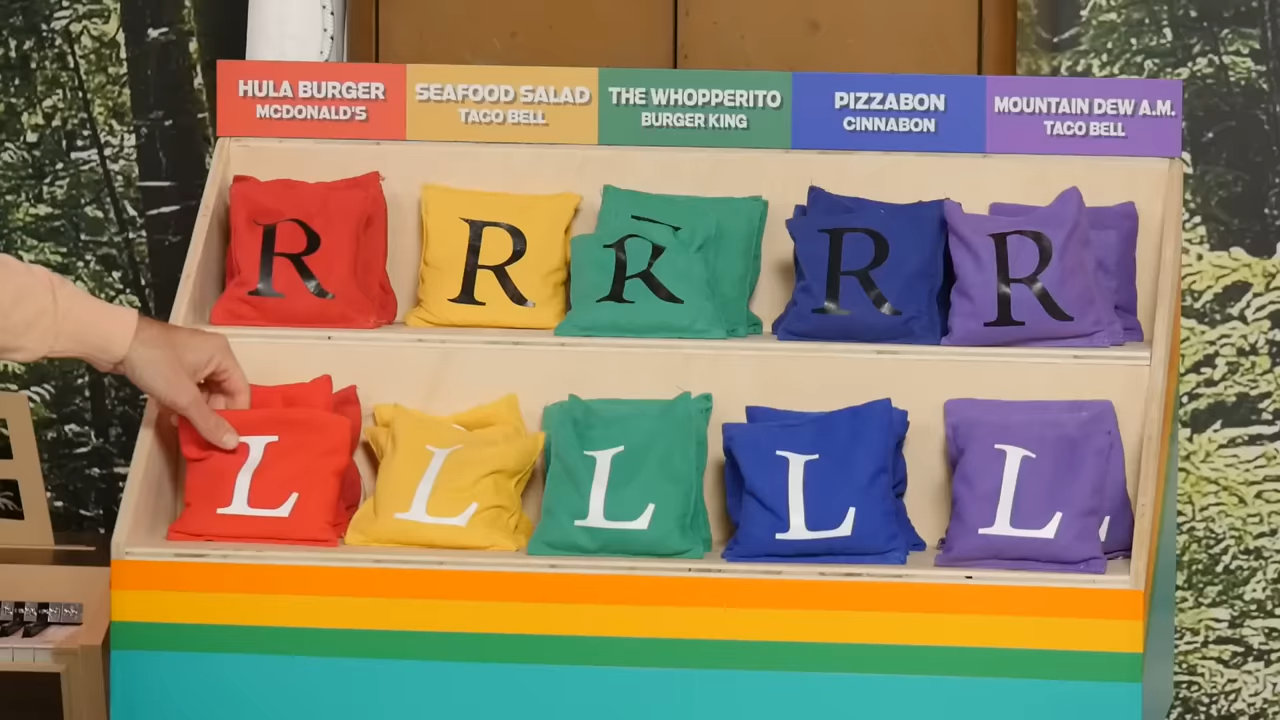 HULA BURGER
MCDONALD'S
SEAFOOD SALAD
TACO BELL
THE WHOPPERITO
BURGER KING
PIZZABON
CINNABON
MOUNTAIN DEW A.M.
TACO BELL
R R R R R
L L L L L L